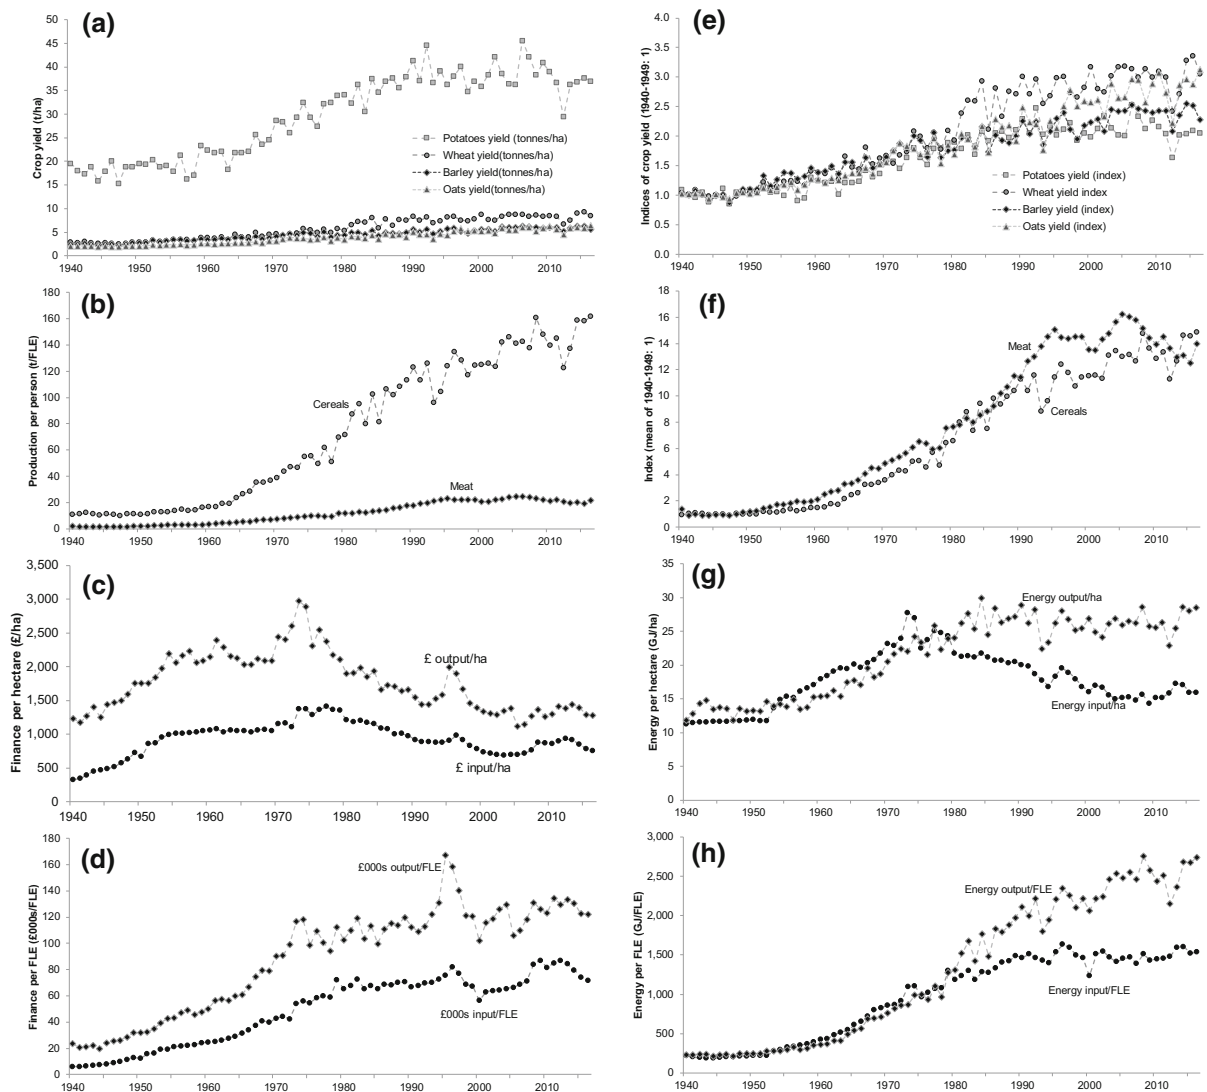 (a)
Crop yield (t/ha)
50
45
40
35
30
25
20
15
10
5
0
Potatoes yield (tonnes/ha)
Wheat yield(tonnes/ha)
Barley yield(tonnes/ha)
Oats yield(tonnes/ha)
1940 1950 1960 1970 1980 1990 2000 2010
(e)
Indices of crop yield (1940-1949: 1)
4.0
3.5
3.0
2.5
2.0
1.5
1.0
0.5
0.0
Potatoes yield (index)
Wheat yield index
Barley yield (index)
Oats yield (index)
1940 1950 1960 1970 1980 1990 2000 2010
(b)
Production per person (t/FLE)
180
160
140
120
100
80
60
40
20
0
Cereals
Meat
1940 1950 1960 1970 1980 1990 2000 2010
(f)
Index (mean of 1940-1949: 1)
18
16
14
12
10
8
6
4
2
0
Meat
Cereals
1940 1950 1960 1970 1980 1990 2000 2010
(c)
Finance per hectare (£/ha)
3,500
3,000
2,500
2,000
1,500
1,000
500
0
£ output/ha
£ input/ha
1940 1950 1960 1970 1980 1990 2000 2010
(g)
Energy per hectare (GJ/ha)
35
30
25
20
15
10
5
0
Energy output/ha
Energy input/ha
1940 1950 1960 1970 1980 1990 2000 2010
(d)
Finance per FLE (£000s/FLE)
180
160
140
120
100
80
60
40
20
0
£000s output/FLE
£000s input/FLE
1940 1950 1960 1970 1980 1990 2000 2010
(h)
Energy per FLE (GJ/FLE)
3,000
2,500
2,000
1,500
1,000
500
0
Energy output/FLE
Energy input/FLE
1940 1950 1960 1970 1980 1990 2000 2010